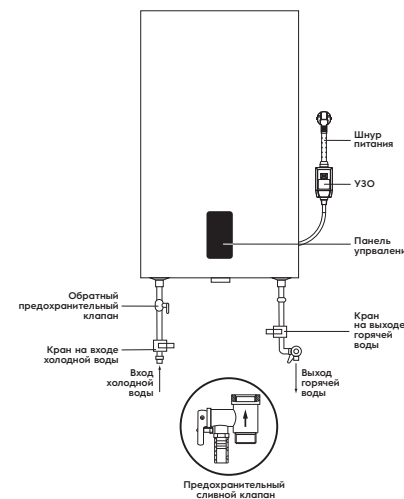 Шнур
питания
УЗО
Панель
упрвалени
Обратный
предохранительный
клапан
Кран на входе
холодной воды
Вход
холодной
воды
Кран
на выходе
горячей
воды
Выход
горячей
воды
Предохранительный
сливной клапан